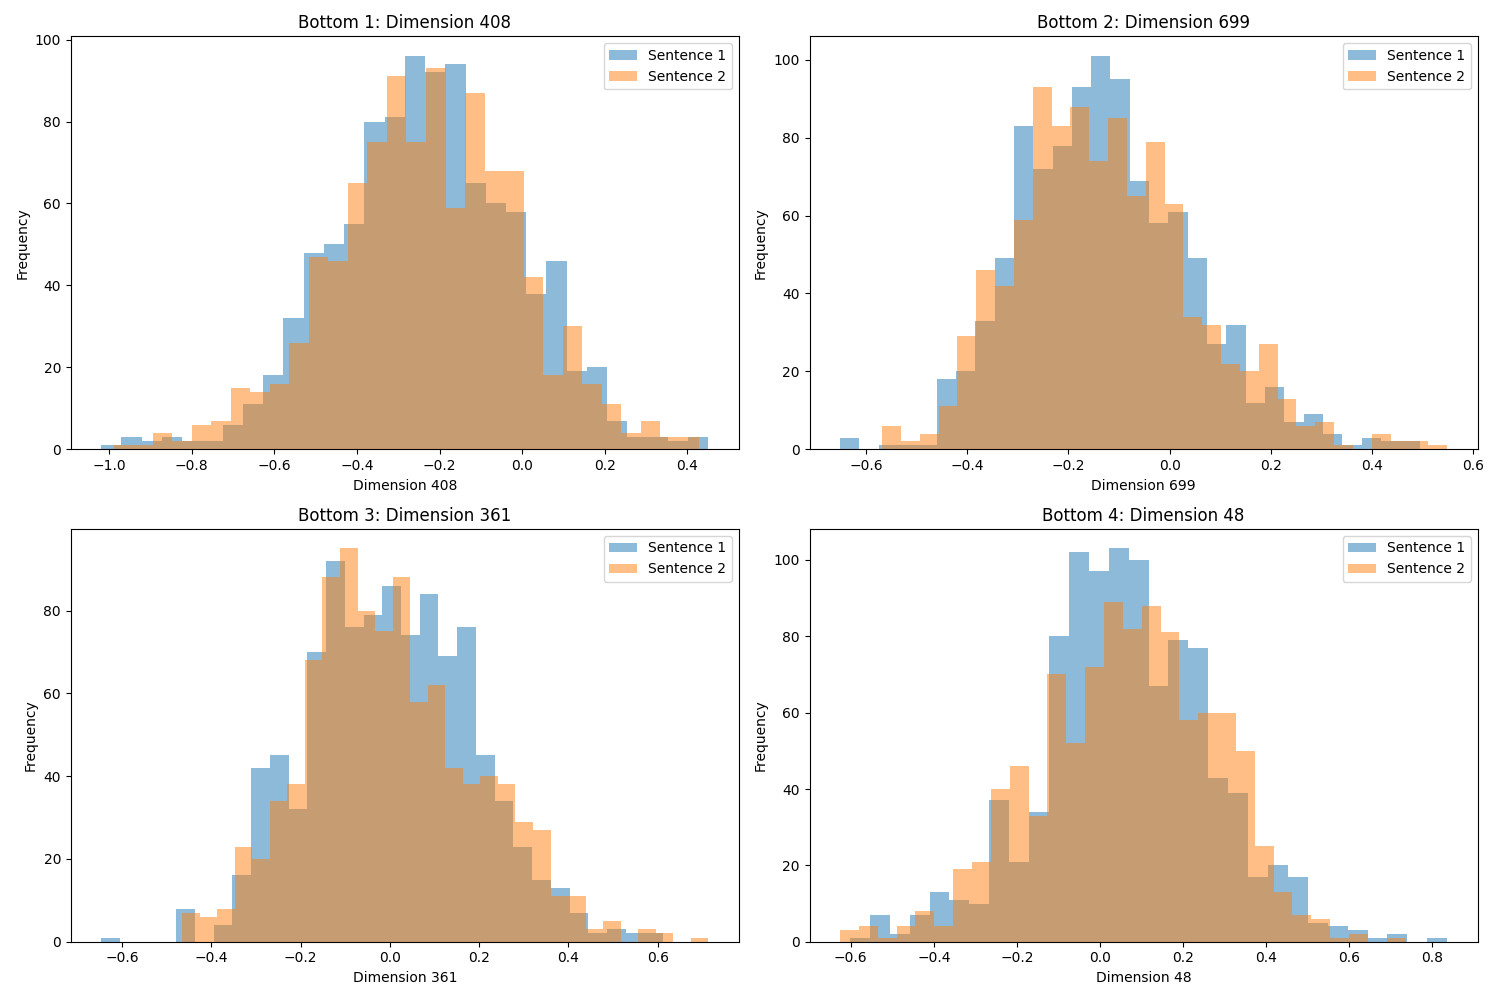 Bottom 1: Dimension 408
Sentence 1
Sentence 2
Frequency
100
80
60
40
20
0
−1.0 −0.8 −0.6 −0.4 −0.2 0.0 0.2 0.4
Dimension 408
Bottom 2: Dimension 699
Sentence 1
Sentence 2
Frequency
100
80
60
40
20
0
−0.6 −0.4 −0.2 0.0 0.2 0.4 0.6
Dimension 699
Bottom 3: Dimension 361
Sentence 1
Sentence 2
Frequency
80
60
40
20
0
−0.6 −0.4 −0.2 0.0 0.2 0.4 0.6
Dimension 361
Bottom 4: Dimension 48
Sentence 1
Sentence 2
Frequency
100
80
60
40
20
0
−0.6 −0.4 −0.2 0.0 0.2 0.4 0.6 0.8
Dimension 48